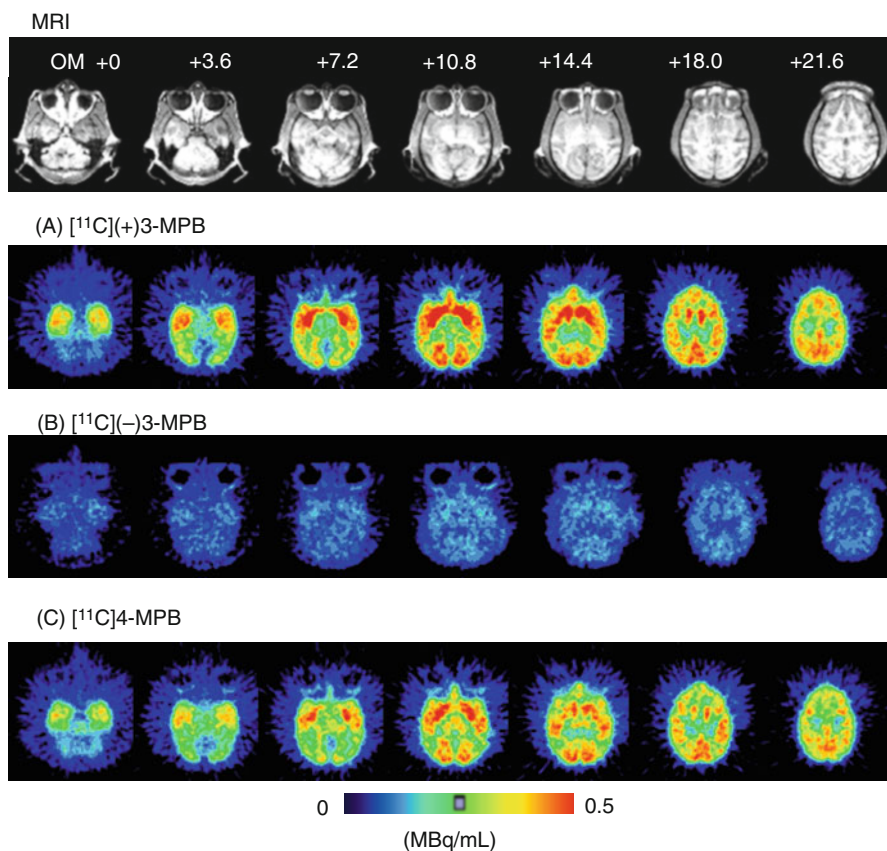 MRI
OM +0 +3.6 +7.2 +10.8 +14.4 +18.0 +21.6
(A) [¹¹C](+)3-MPB
(B) [¹¹C](–)3-MPB
(C) [¹¹C]4-MPB
0 0.5
(MBq/mL)